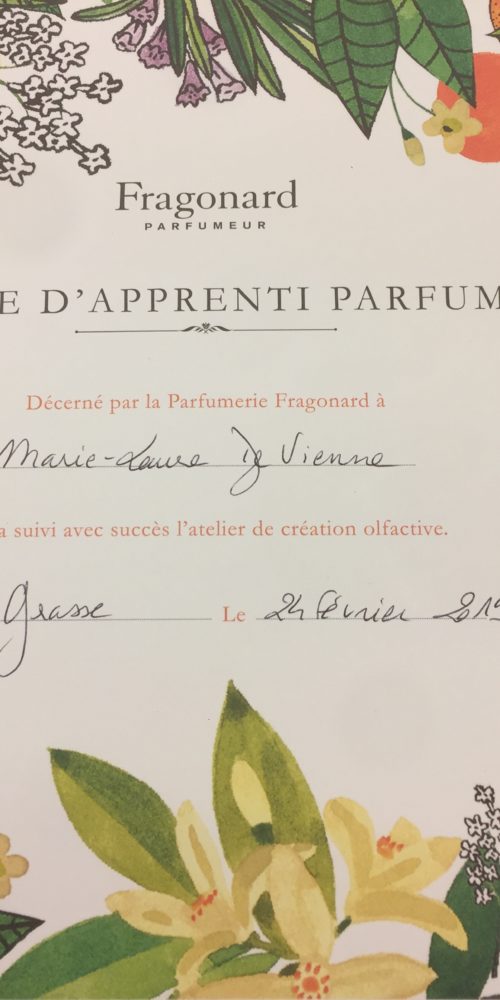 Fragonard
PARFUMEUR
E D'APPRENTI PARFUM
Décerné par la Parfumerie Fragonard à
Marie-Laure De Vienne
a suivi avec succès l'atelier de création olfactive.
Grasse Le 24 Février 2019